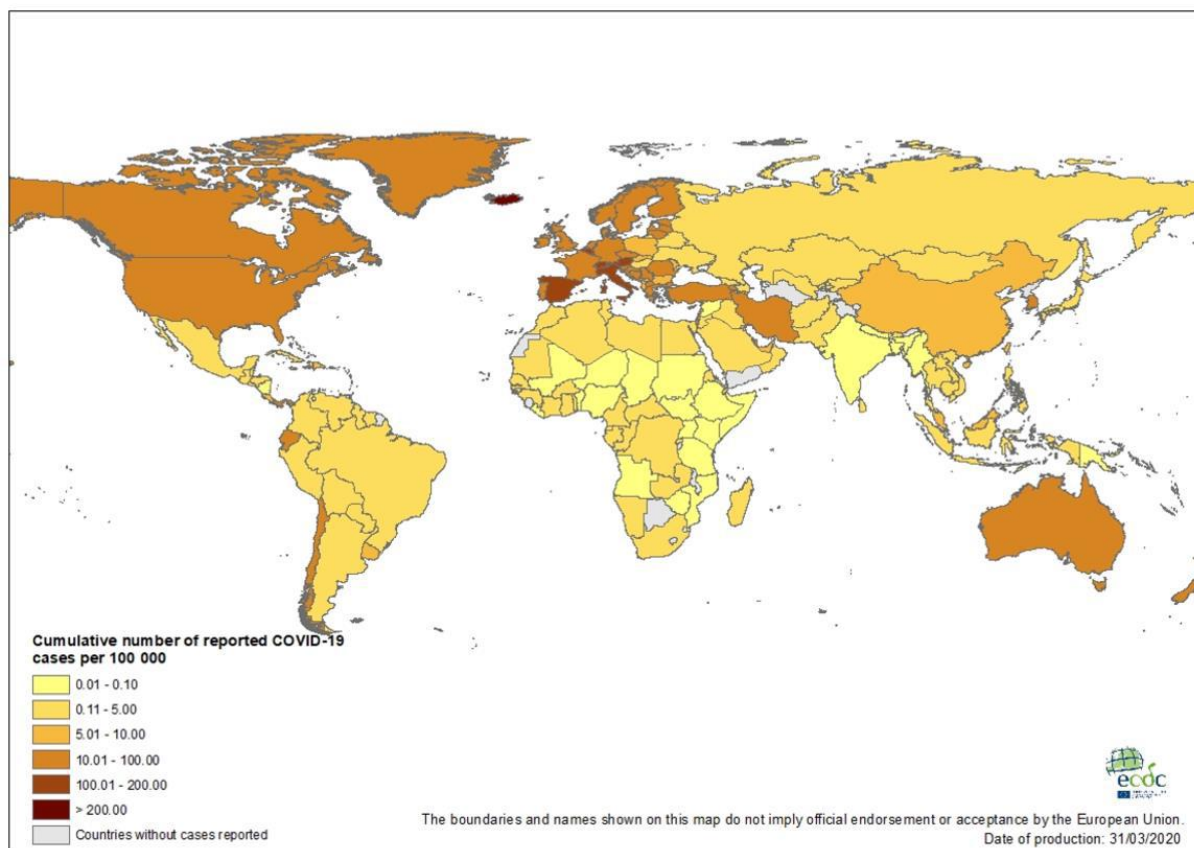 Cumulative number of reported COVID-19
cases per 100 000
0.01 - 0.10
0.11 - 5.00
5.01 - 10.00
10.01 - 100.00
100.01 - 200.00
> 200.00
Countries without cases reported
ecdc
The boundaries and names shown on this map do not imply official endorsement or acceptance by the European Union.
Date of production: 31/03/2020